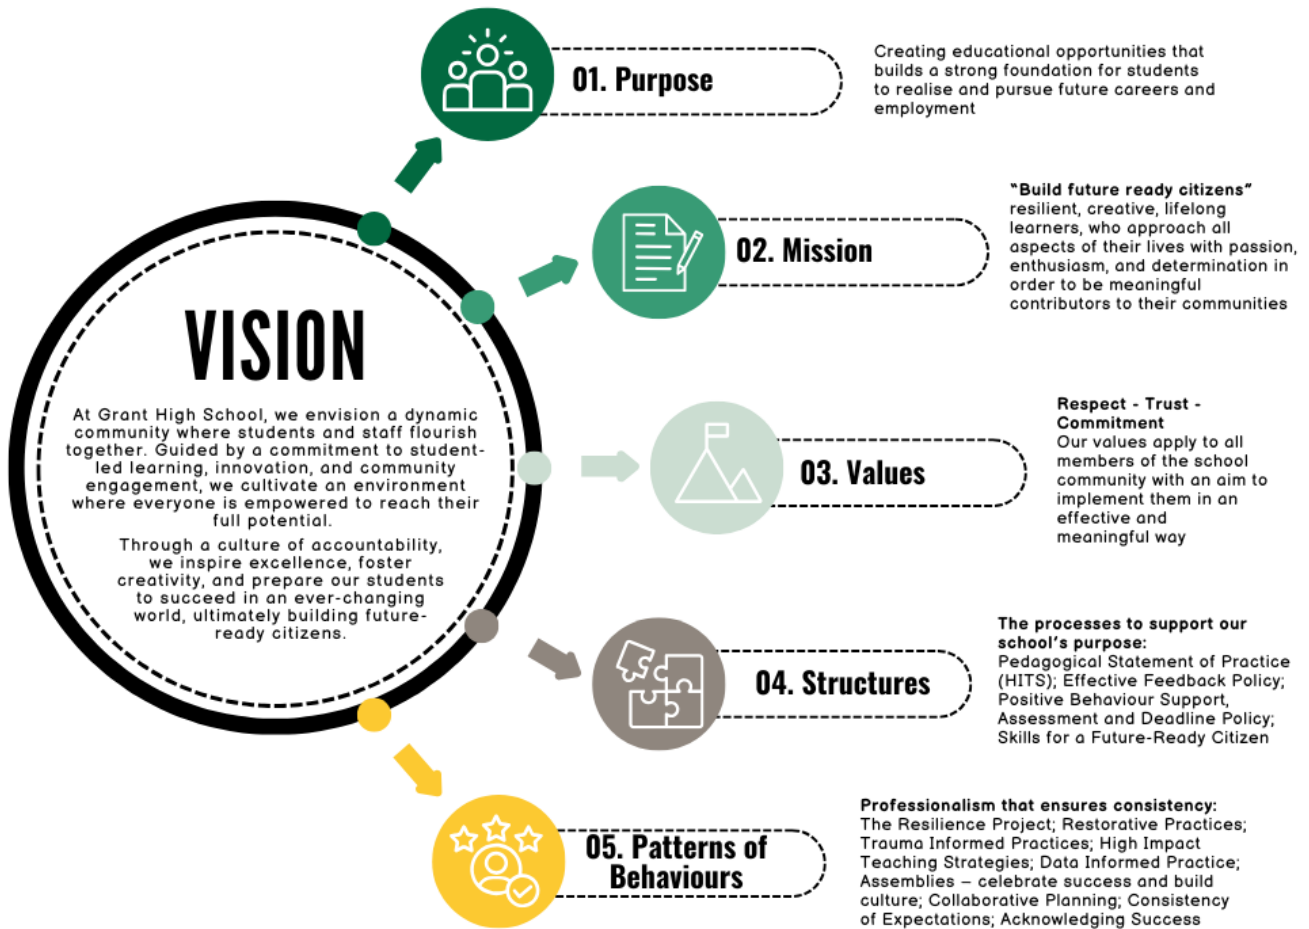 VISION
At Grant High School, we envision a dynamic
community where students and staff flourish
together. Guided by a commitment to student-
led learning, innovation, and community
engagement, we cultivate an environment
where everyone is empowered to reach their
full potential.
Through a culture of accountability,
we inspire excellence, foster
creativity, and prepare our students
to succeed in an ever-changing
world, ultimately building future-
ready citizens.
01. Purpose
Creating educational opportunities that
builds a strong foundation for students
to realise and pursue future careers and
employment
02. Mission
“Build future ready citizens”
resilient, creative, lifelong
learners, who approach all
aspects of their lives with passion,
enthusiasm, and determination in
order to be meaningful
contributors to their communities
03. Values
Respect - Trust -
Commitment
Our values apply to all
members of the school
community with an aim to
implement them in an
effective and
meaningful way
04. Structures
The processes to support our
school’s purpose:
Pedagogical Statement of Practice
(HITS); Effective Feedback Policy;
Positive Behaviour Support,
Assessment and Deadline Policy;
Skills for a Future-Ready Citizen
05. Patterns of
Behaviours
Professionalism that ensures consistency:
The Resilience Project; Restorative Practices;
Trauma Informed Practices; High Impact
Teaching Strategies; Data Informed Practice;
Assemblies – celebrate success and build
culture; Collaborative Planning; Consistency
of Expectations; Acknowledging Success